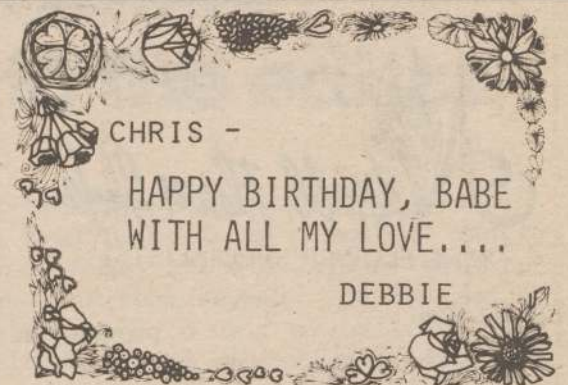 CHRIS -
HAPPY BIRTHDAY, BABE
WITH ALL MY LOVE....
DEBBIE